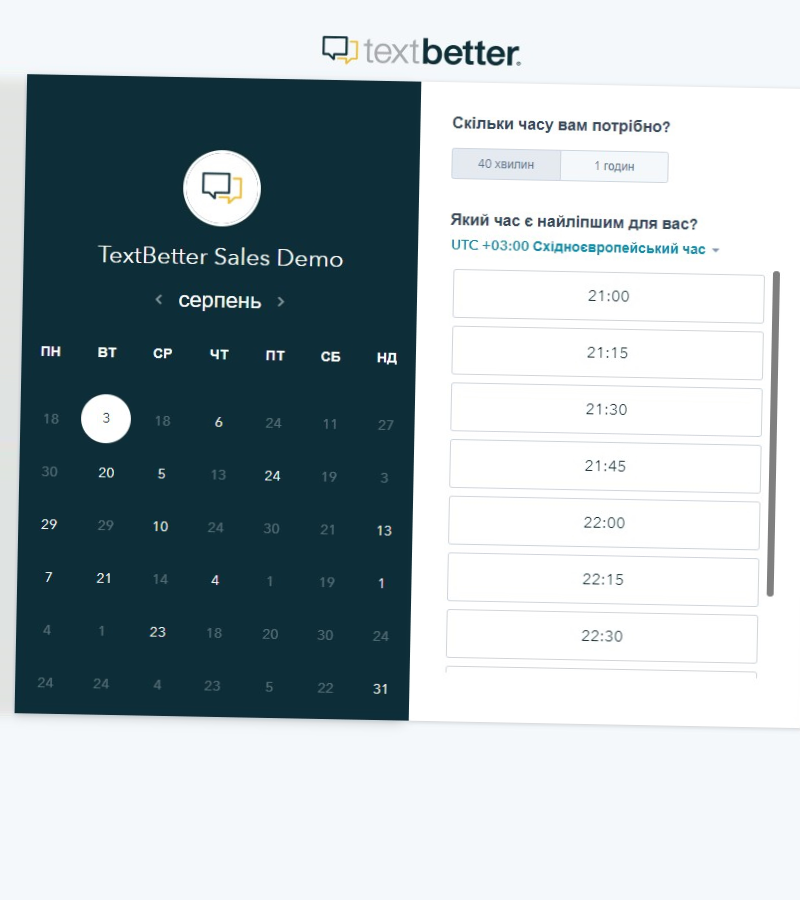 textbetter.
TextBetter Sales Demo
серпень
ПН ВТ СР ЧТ ПТ СБ НД
18 3 18 6 24 11 27
30 20 5 13 24 19 3
29 29 10 24 30 21 13
7 21 14 4 1 19 1
4 1 23 18 20 30 24
24 24 4 23 5 22 31
Скільки часу вам потрібно?
40 хвилин 1 годин
Який час є найліпшим для вас?
UTC +03:00 Східноєвропейський час
21:00
21:15
21:30
21:45
22:00
22:15
22:30